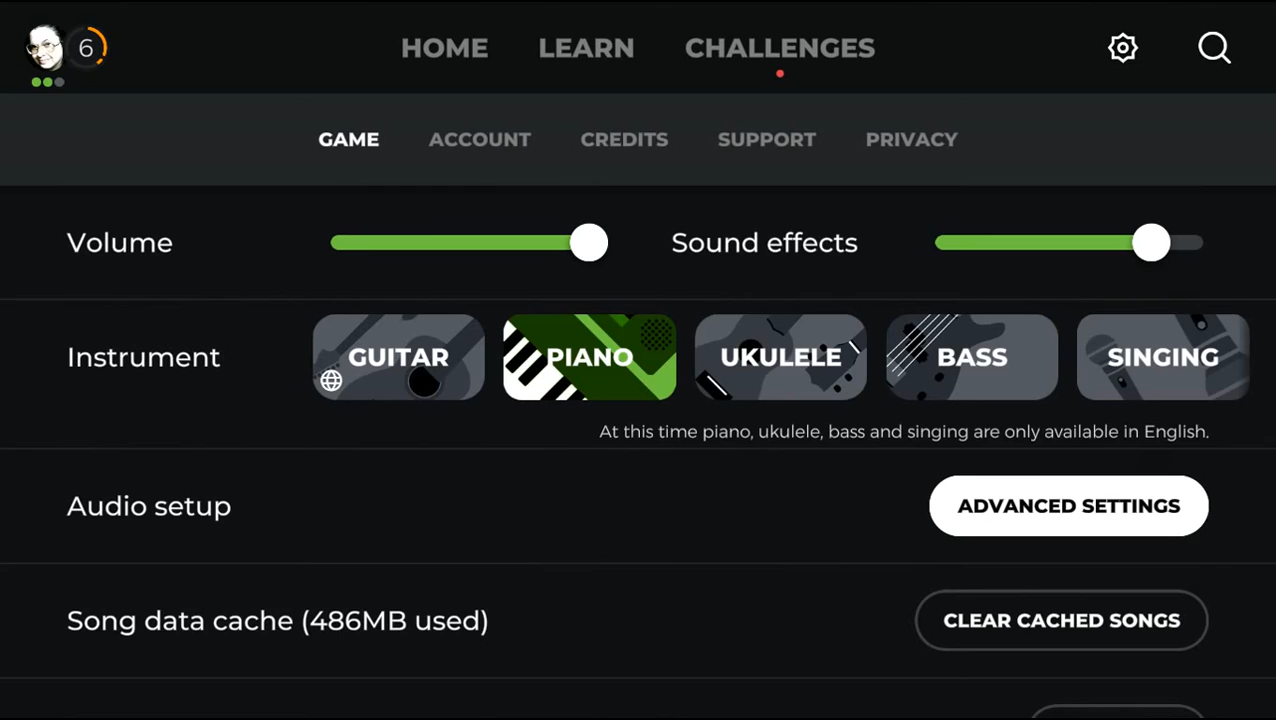 6
HOME LEARN CHALLENGES
GAME ACCOUNT CREDITS SUPPORT PRIVACY
Volume Sound effects
Instrument GUITAR PIANO UKULELE BASS SINGING
At this time piano, ukulele, bass and singing are only available in English.
Audio setup ADVANCED SETTINGS
Song data cache (486MB used) CLEAR CACHED SONGS